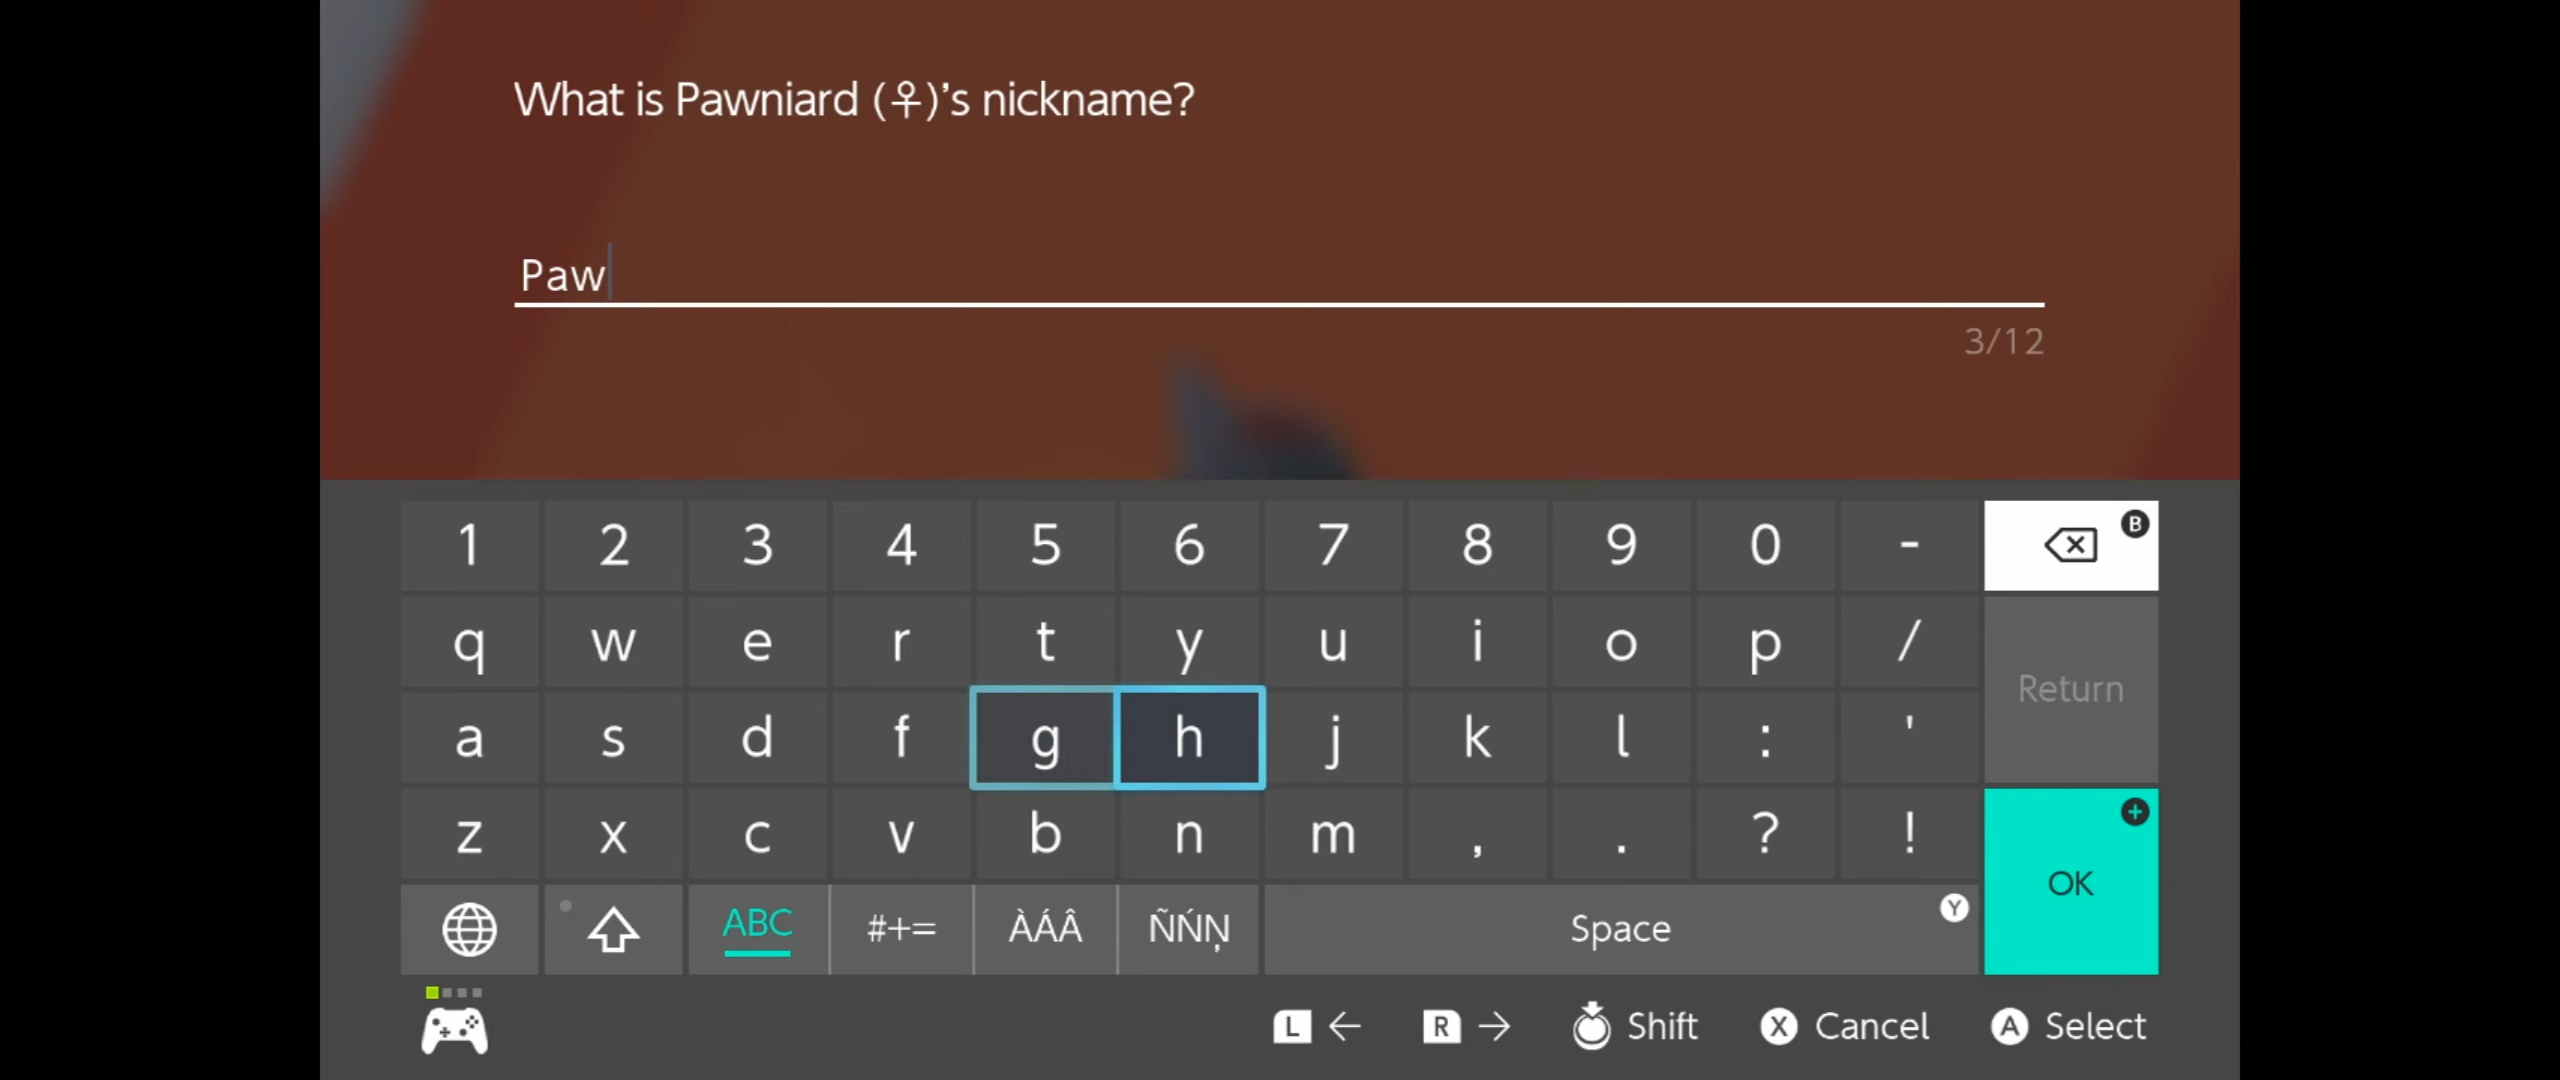 What is Pawniard (♀)'s nickname?
Paw
3/12
1 2 3 4 5 6 7 8 9 0 - B
q w e r t y u i o p /
Return
a s d f g h j k l : '
z x c v b n m , . ? ! +
OK
ABC #+= ÀÁÂ ÑŃŅ Space Y
L ← R → Shift X Cancel A Select